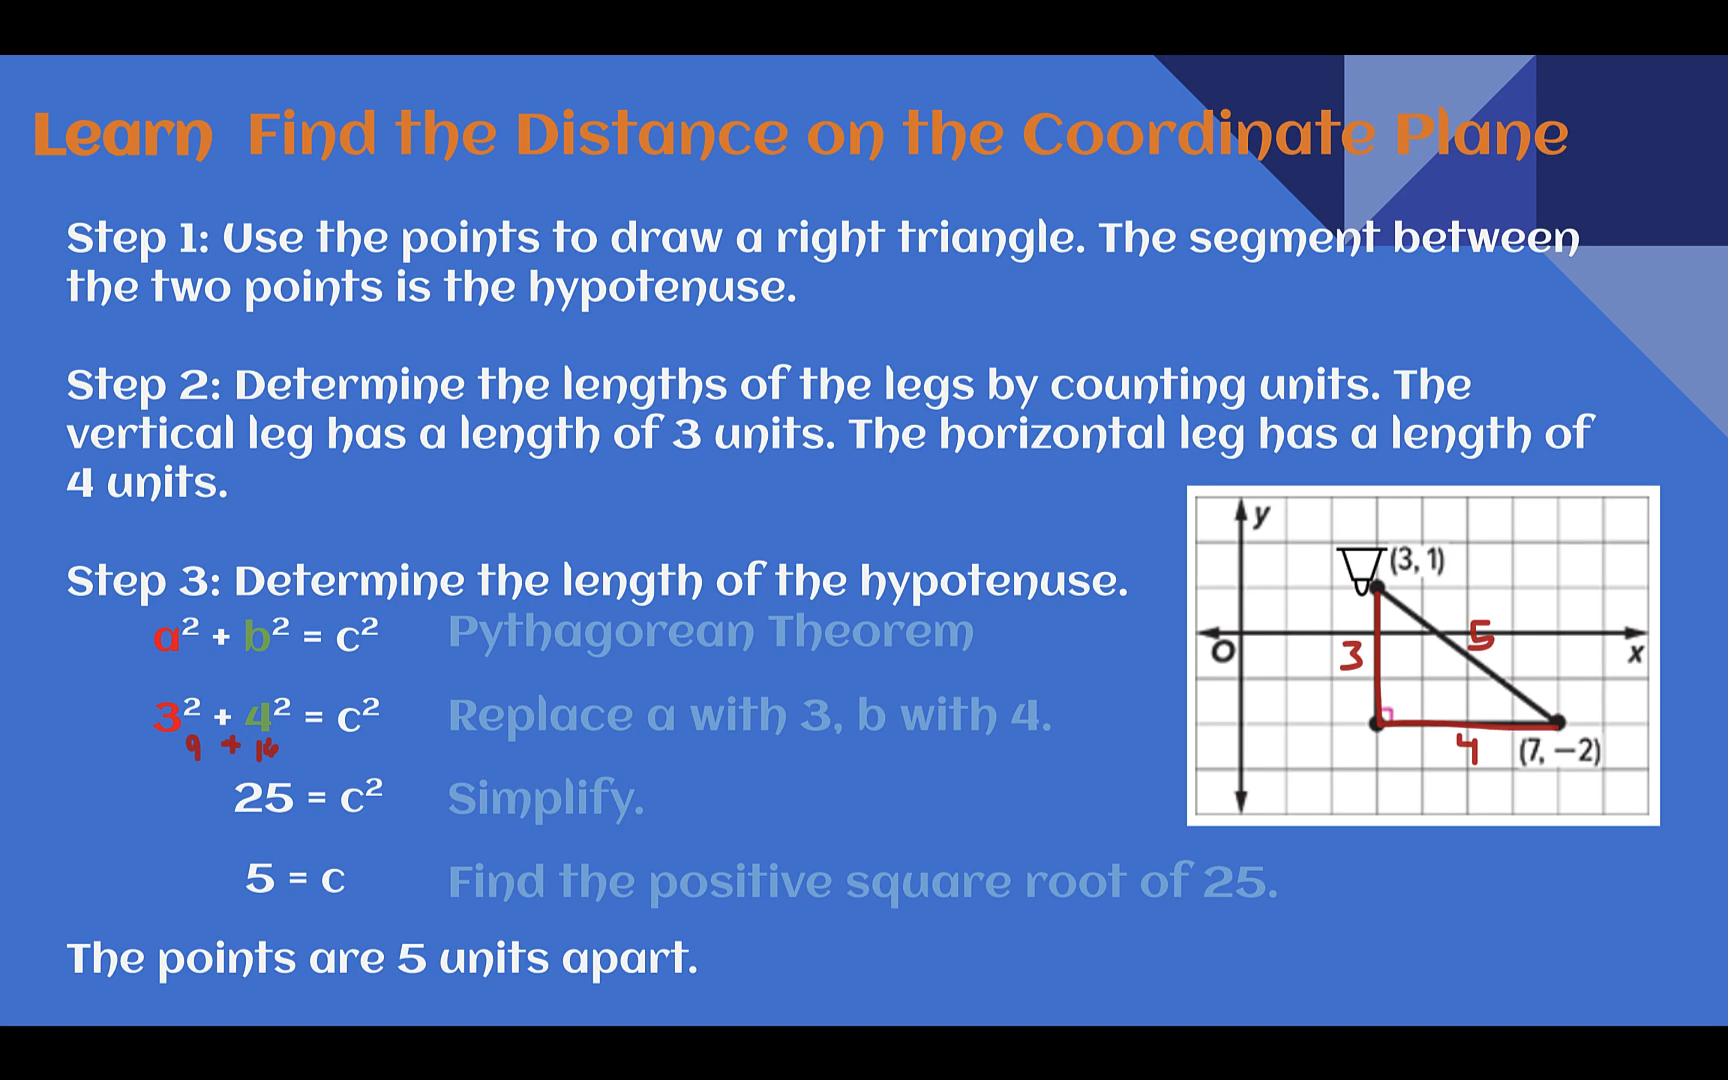 Learn Find the Distance on the Coordinate Plane
Step 1: Use the points to draw a right triangle. The segment between
the two points is the hypotenuse.
Step 2: Determine the lengths of the legs by counting units. The
vertical leg has a length of 3 units. The horizontal leg has a length of
4 units.
Step 3: Determine the length of the hypotenuse.
a² + b² = c² Pythagorean Theorem
3² + 4² = c² Replace a with 3, b with 4.
9 + 16
25 = c² Simplify.
5 = c Find the positive square root of 25.
The points are 5 units apart.
y
(3, 1)
5
O
3
x
4
(7, −2)